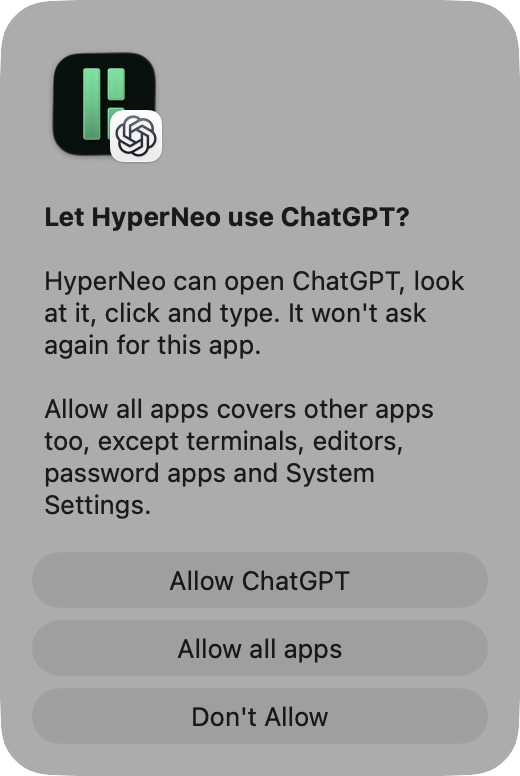 Let HyperNeo use ChatGPT?
HyperNeo can open ChatGPT, look
at it, click and type. It won't ask
again for this app.
Allow all apps covers other apps
too, except terminals, editors,
password apps and System
Settings.
Allow ChatGPT
Allow all apps
Don't Allow